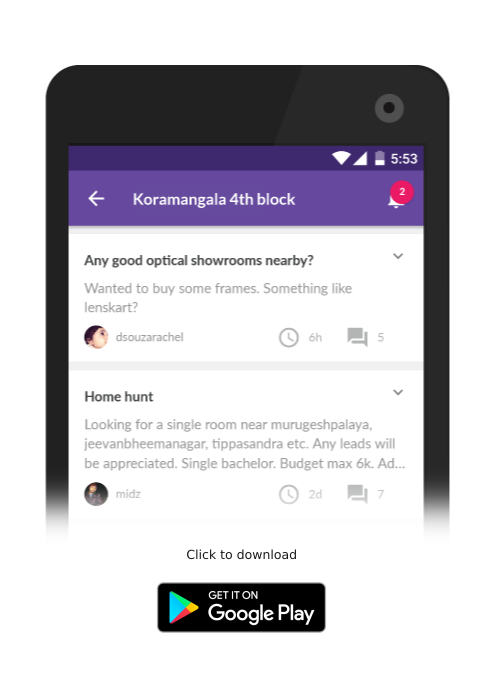 5:53
Koramangala 4th block
2
Any good optical showrooms nearby?
Wanted to buy some frames. Something like
lenskart?
dsouzarachel 6h 5
Home hunt
Looking for a single room near murugeshpalaya,
jeevanbheemanagar, tippasandra etc. Any leads will
be appreciated. Single bachelor. Budget max 6k. Ad...
midz 2d 7
Click to download
GET IT ON
Google Play